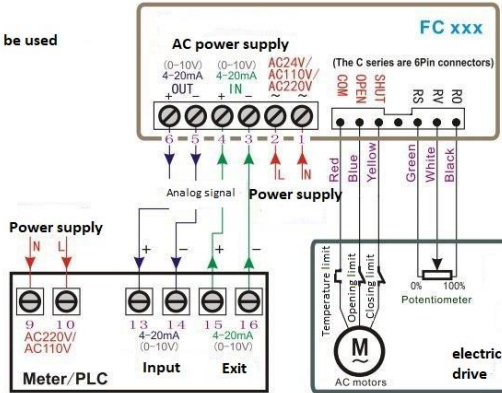 be used
FC xxx
AC power supply
(The C series are 6Pin connectors)
(0-10V) (0-10V) AC24V/
4-20mA 4-20mA AC110V/
OUT IN AC220V
+ - + - ~ ~
COM OPEN SHUT RS RV RO
6 5 4 3 2 1
L N
Red Blue Yellow Green White Black
Analog signal
Power supply
Power supply
N L
+ - + -
Temperature limit
Opening limit
Closing limit
0% 100%
Potentiometer
9 10 13 14 15 16
AC220V/
AC110V
4-20mA 4-20mA
(0-10V) (0-10V)
Input Exit
Meter/PLC
M
~
AC motors
electric
drive